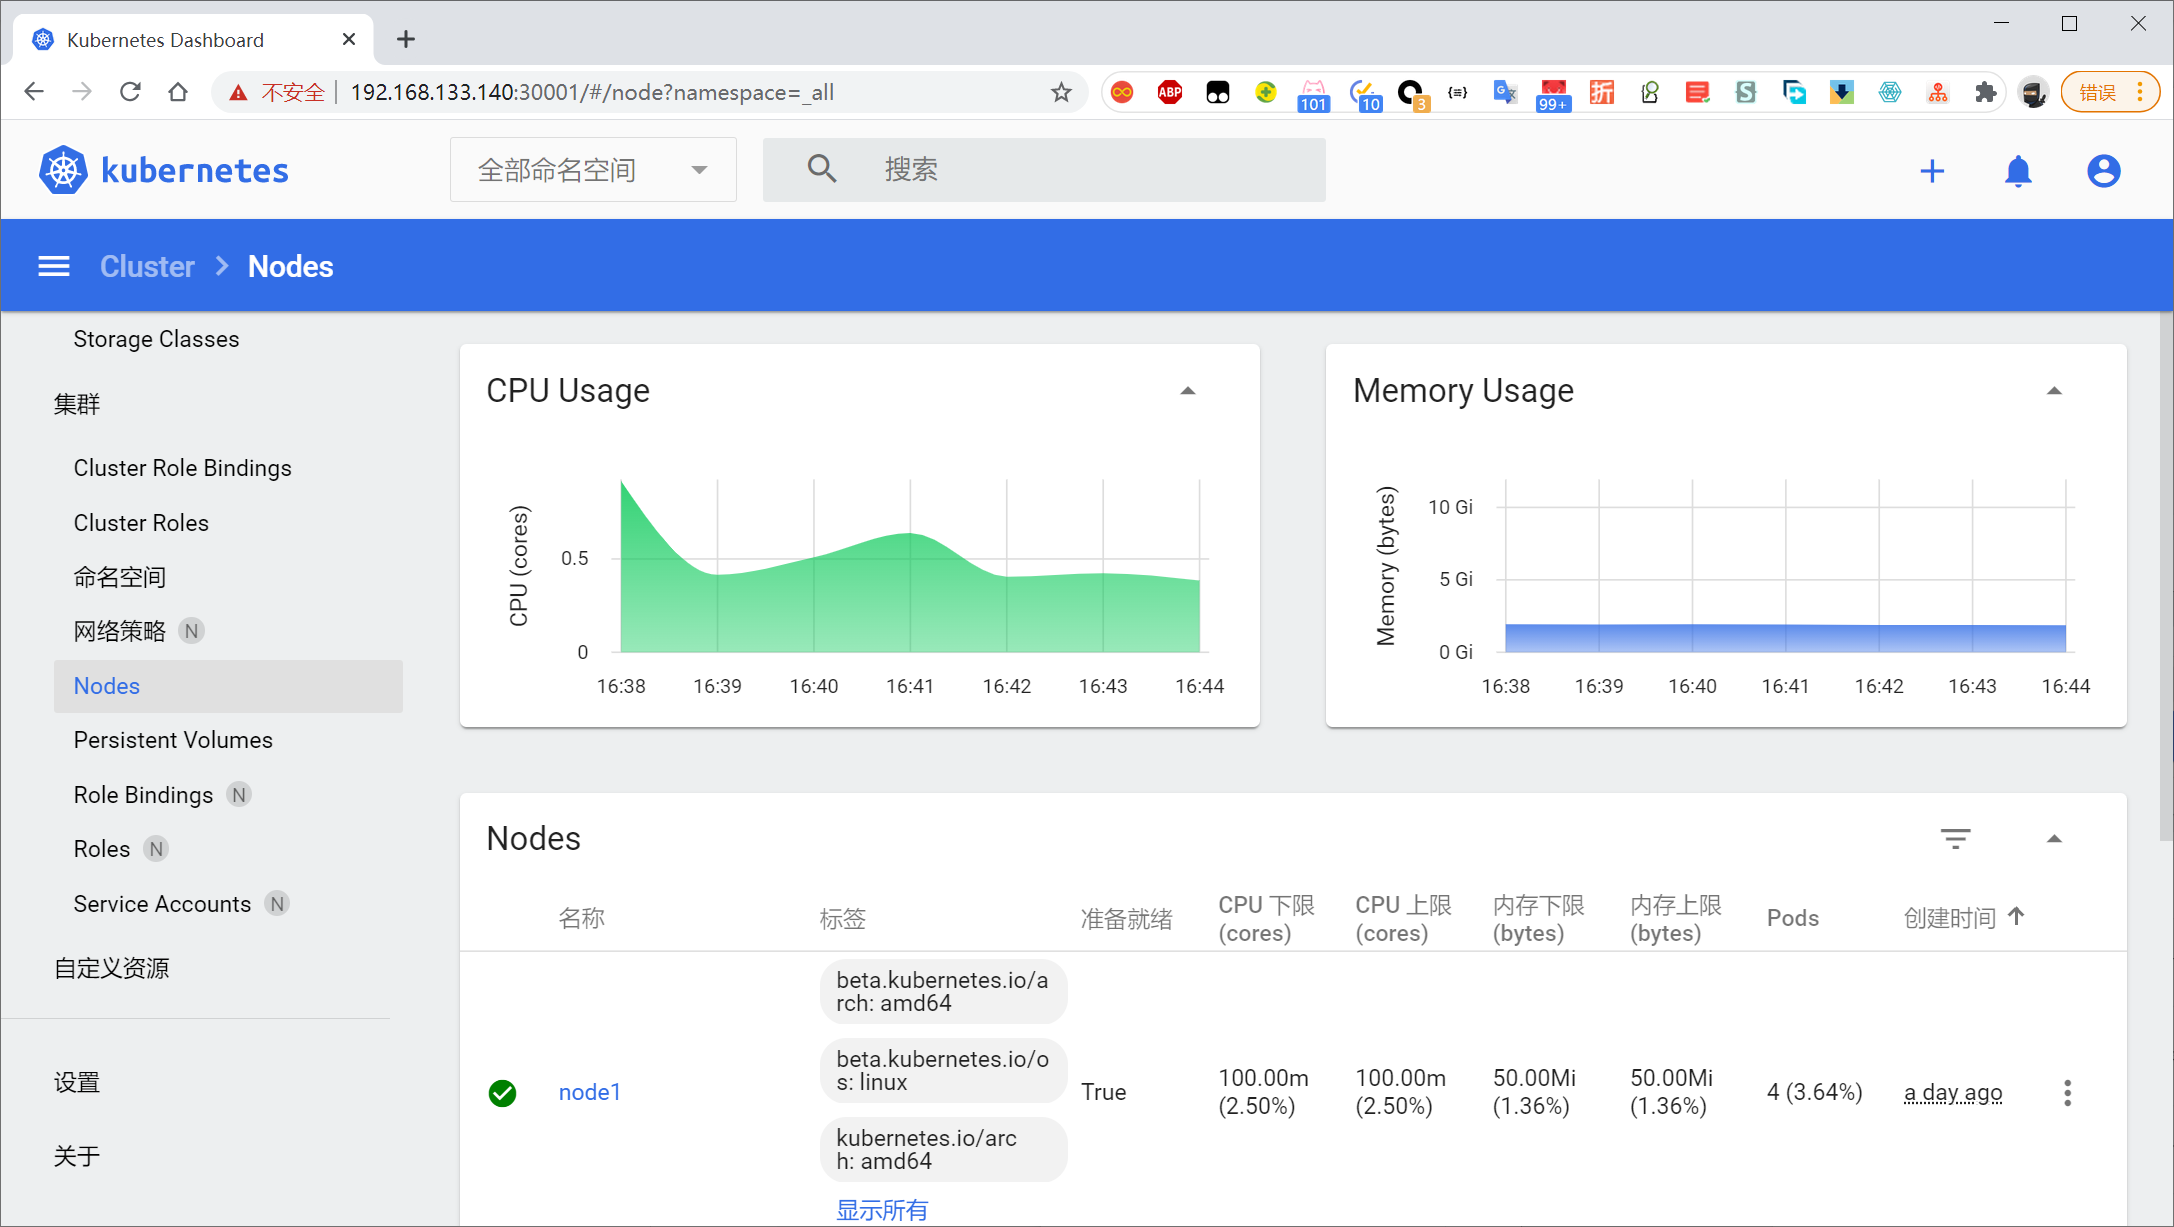 Kubernetes Dashboard
不安全
192.168.133.140:30001/#/node?namespace=_all
ABP
101
10
3
99+
折
错误
kubernetes
全部命名空间
搜索
Cluster
Nodes
Storage Classes
集群
Cluster Role Bindings
Cluster Roles
命名空间
网络策略 N
Nodes
Persistent Volumes
Role Bindings N
Roles N
Service Accounts N
自定义资源
设置
关于
CPU Usage
CPU (cores)
0.5
0
16:38 16:39 16:40 16:41 16:42 16:43 16:44
Memory Usage
Memory (bytes)
10 Gi
5 Gi
0 Gi
16:38 16:39 16:40 16:41 16:42 16:43 16:44
Nodes
名称
标签
准备就绪
CPU 下限
(cores)
CPU 上限
(cores)
内存下限
(bytes)
内存上限
(bytes)
Pods
创建时间
node1
beta.kubernetes.io/a
rch: amd64
beta.kubernetes.io/o
s: linux
kubernetes.io/arc
h: amd64
显示所有
True
100.00m
(2.50%)
100.00m
(2.50%)
50.00Mi
(1.36%)
50.00Mi
(1.36%)
4 (3.64%)
a day ago